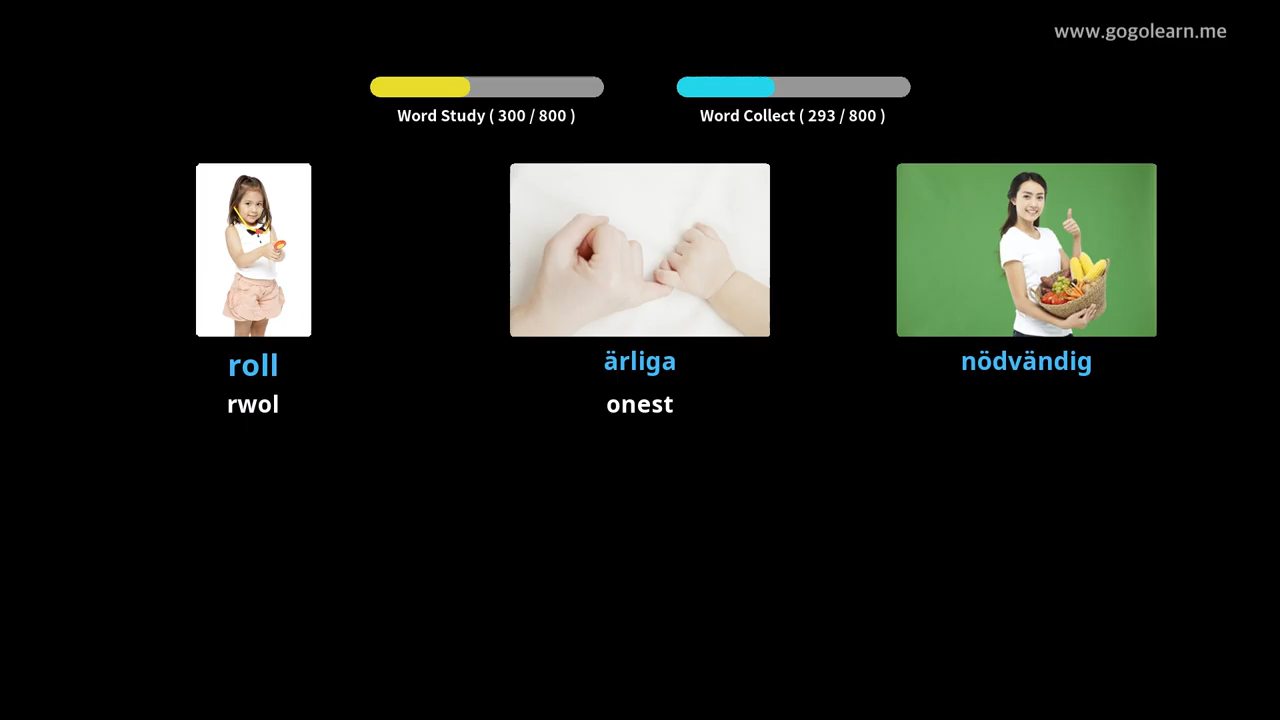 www.gogolearn.me
Word Study ( 300 / 800 )
Word Collect ( 293 / 800 )
roll
ärliga
nödvändig
rwol
onest